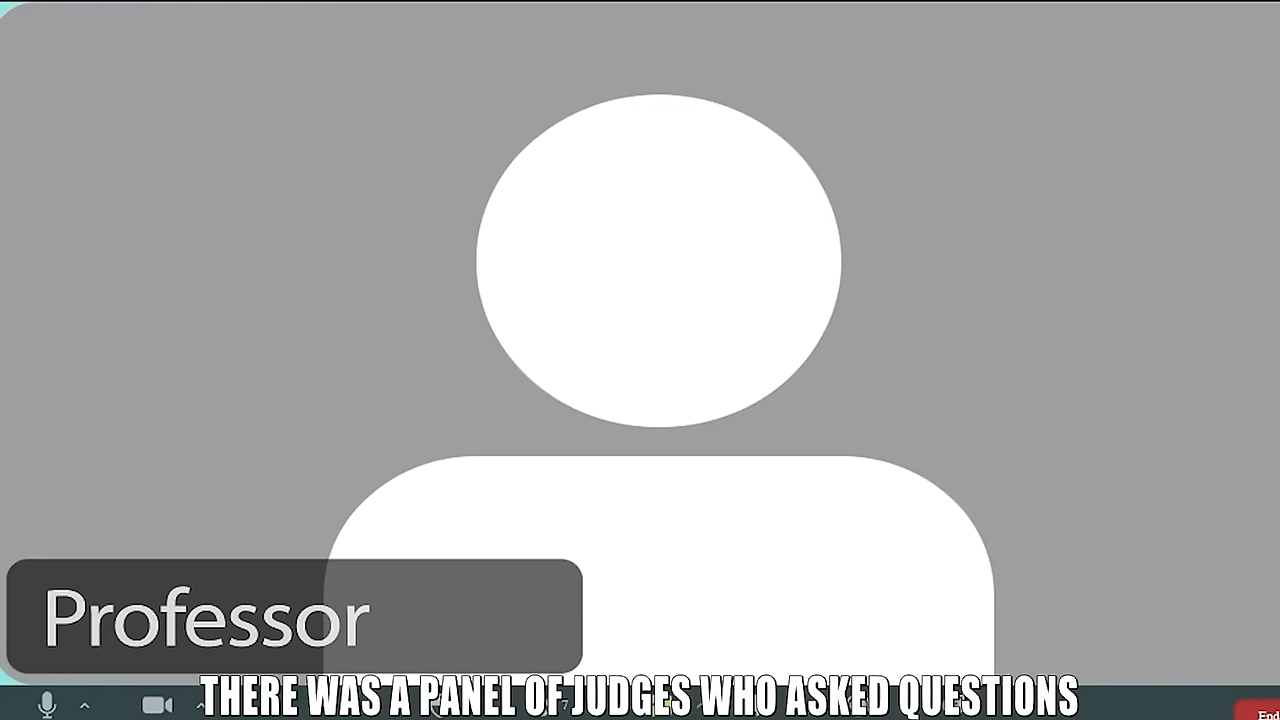 Professor
THERE WAS A PANEL OF JUDGES WHO ASKED QUESTIONS